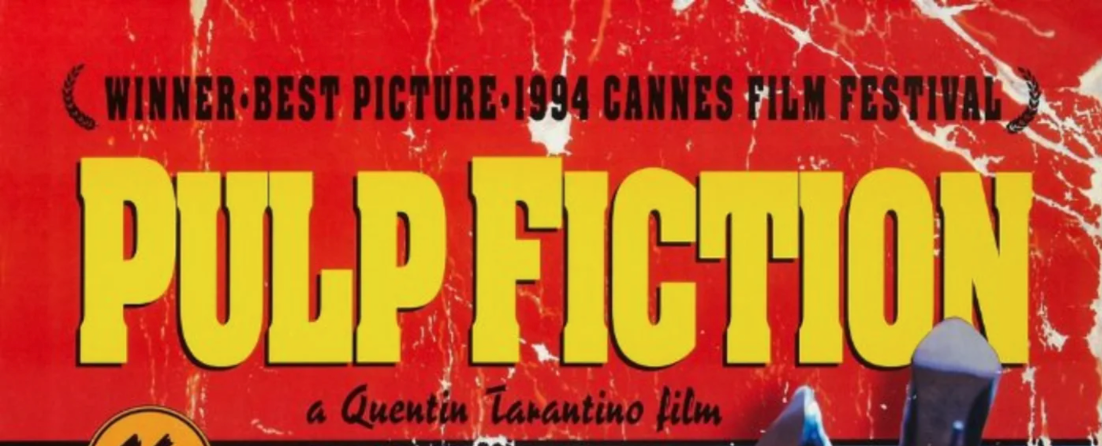 WINNER·BEST PICTURE·1994 CANNES FILM FESTIVAL
PULP FICTION
a Quentin Tarantino film